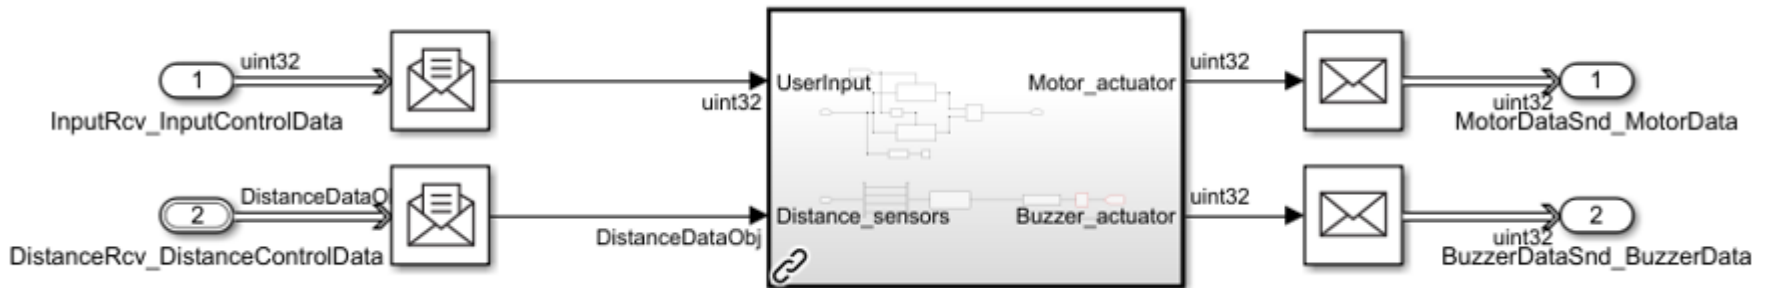 uint32
1
InputRcv_InputControlData
uint32
UserInput
Motor_actuator
uint32
uint32
1
MotorDataSnd_MotorData
DistanceDataO
2
DistanceRcv_DistanceControlData
DistanceDataObj
Distance_sensors
Buzzer_actuator
uint32
uint32
2
BuzzerDataSnd_BuzzerData